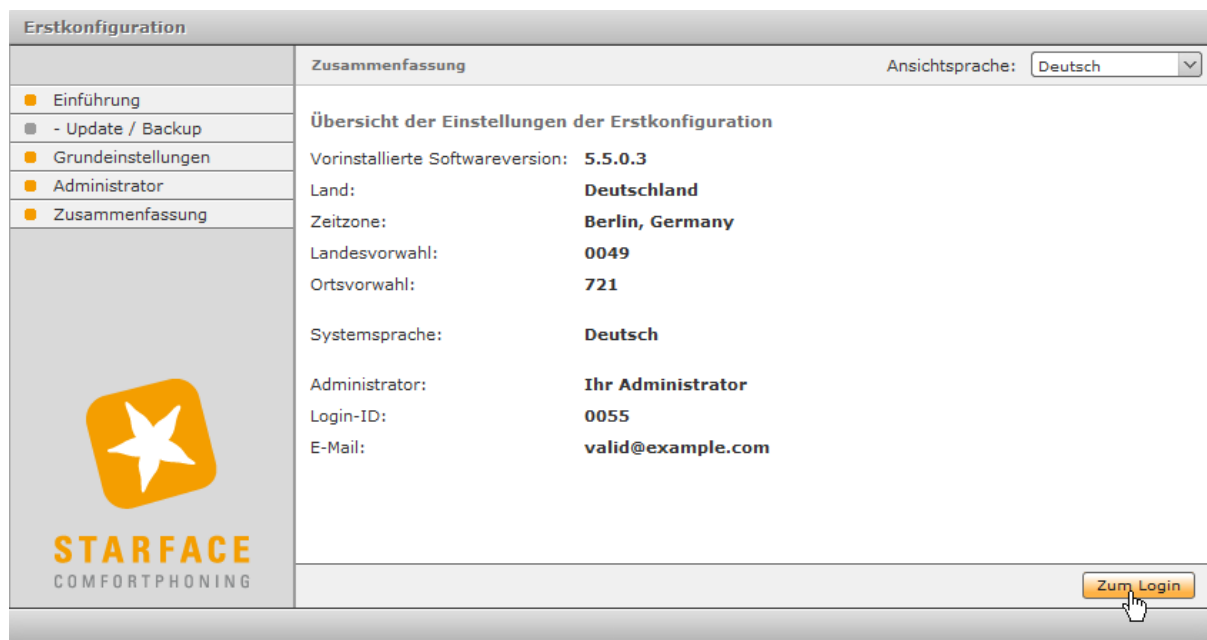 Erstkonfiguration
Zusammenfassung Ansichtsprache: Deutsch
Einführung
- Update / Backup
Grundeinstellungen
Administrator
Zusammenfassung
Übersicht der Einstellungen der Erstkonfiguration
Vorinstallierte Softwareversion: 5.5.0.3
Land: Deutschland
Zeitzone: Berlin, Germany
Landesvorwahl: 0049
Ortsvorwahl: 721
Systemsprache: Deutsch
Administrator: Ihr Administrator
Login-ID: 0055
E-Mail: valid@example.com
STARFACE
COMFORTPHONING
Zum Login